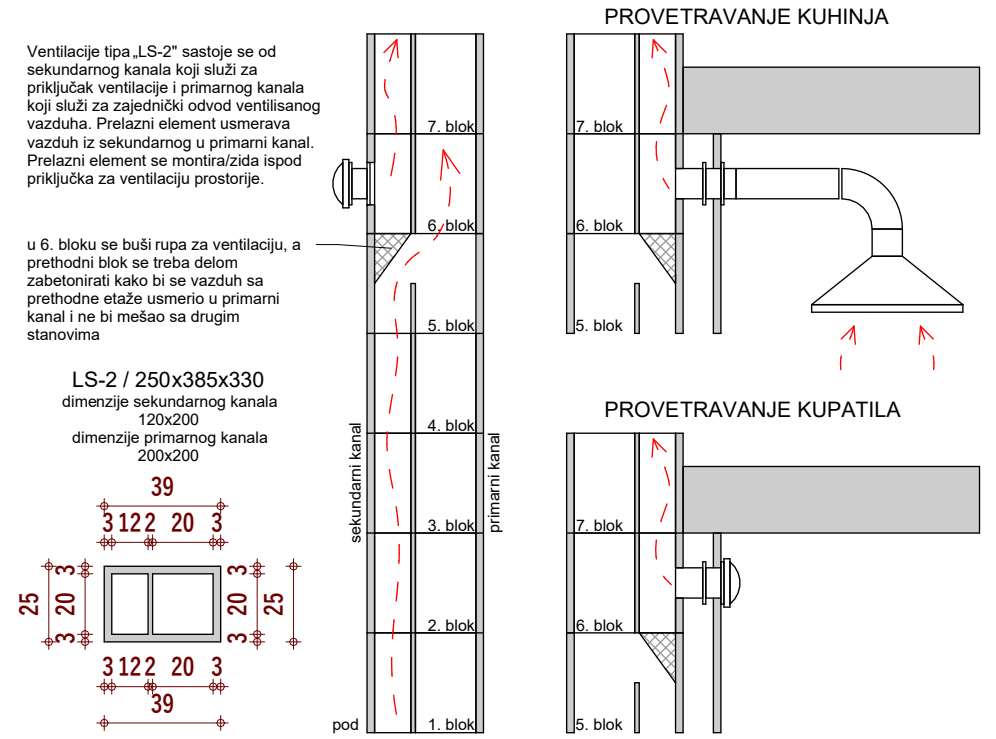 PROVETRAVANJE KUHINJA
Ventilacije tipa „LS-2" sastoje se od
sekundarnog kanala koji služi za
priključak ventilacije i primarnog kanala
koji služi za zajednički odvod ventilisanog
vazduha. Prelazni element usmerava
vazduh iz sekundarnog u primarni kanal.
Prelazni element se montira/zida ispod
priključka za ventilaciju prostorije.
u 6. bloku se buši rupa za ventilaciju, a
prethodni blok se treba delom
zabetonirati kako bi se vazduh sa
prethodne etaže usmerio u primarni
kanal i ne bi mešao sa drugim
stanovima
LS-2 / 250x385x330
dimenzije sekundarnog kanala
120x200
dimenzije primarnog kanala
200x200
39
3 12 2 20 3
25
3 20 3
3 20 3
25
3 12 2 20 3
39
7. blok
6. blok
5. blok
4. blok
3. blok
2. blok
1. blok
pod
sekundarni kanal
primarni kanal
7. blok
6. blok
5. blok
PROVETRAVANJE KUPATILA
7. blok
6. blok
5. blok